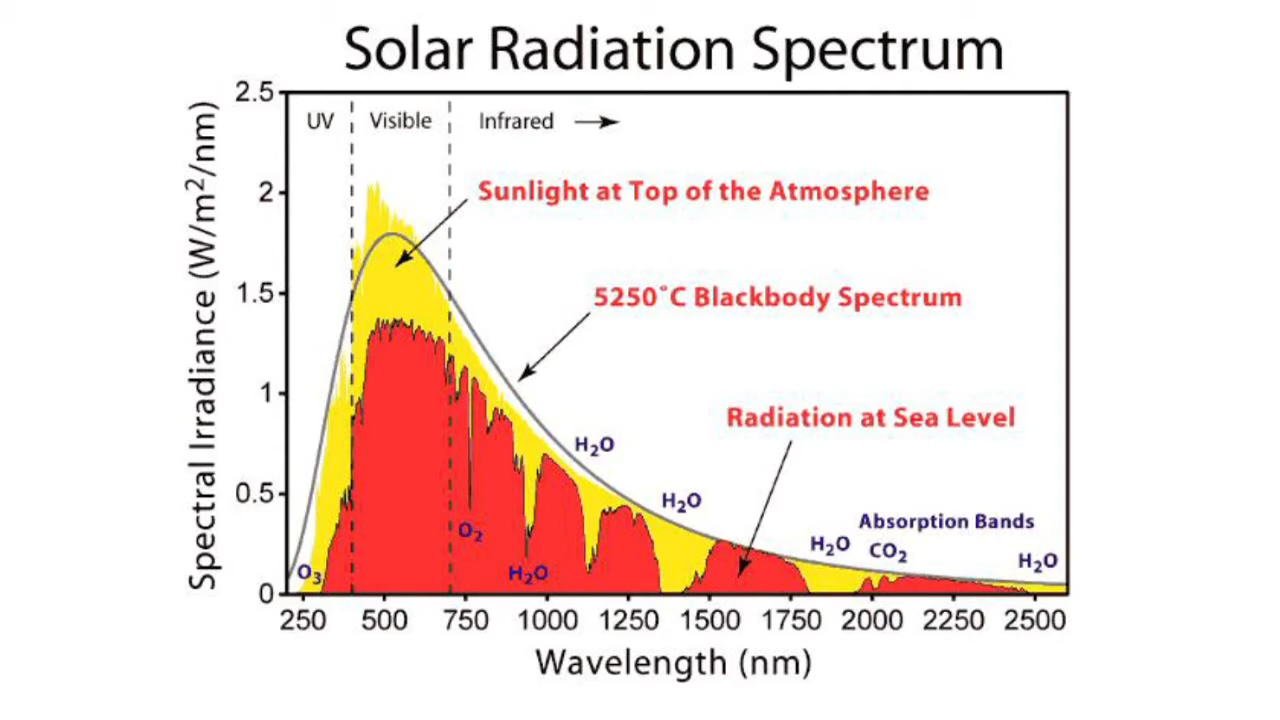 Solar Radiation Spectrum
Spectral Irradiance (W/m²/nm)
2.5
2
1.5
1
0.5
0
UV
Visible
Infrared
Sunlight at Top of the Atmosphere
5250°C Blackbody Spectrum
Radiation at Sea Level
H₂O
H₂O
Absorption Bands
H₂O
CO₂
H₂O
O₂
O₃
H₂O
250 500 750 1000 1250 1500 1750 2000 2250 2500
Wavelength (nm)